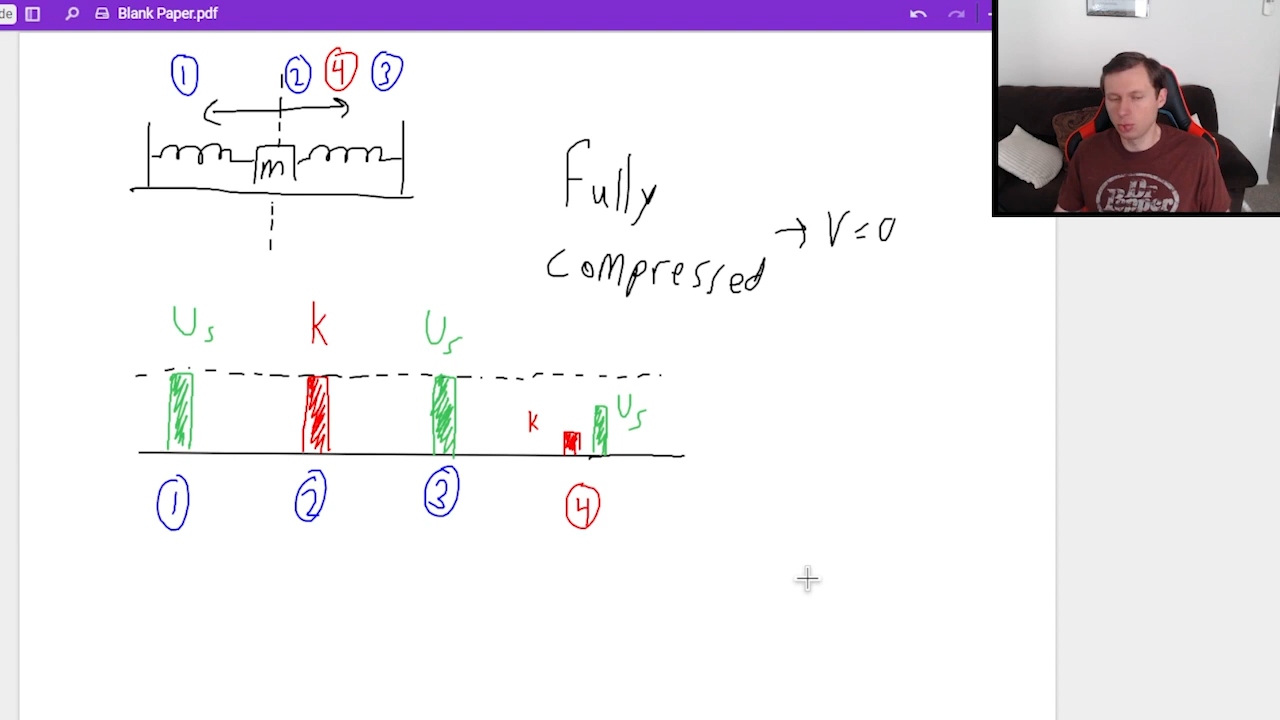 de
Blank Paper.pdf
1 2 4 3
m
Fully
compressed → V=0
Us K Us
K Us
1 2 3 4
Dr
Pepper